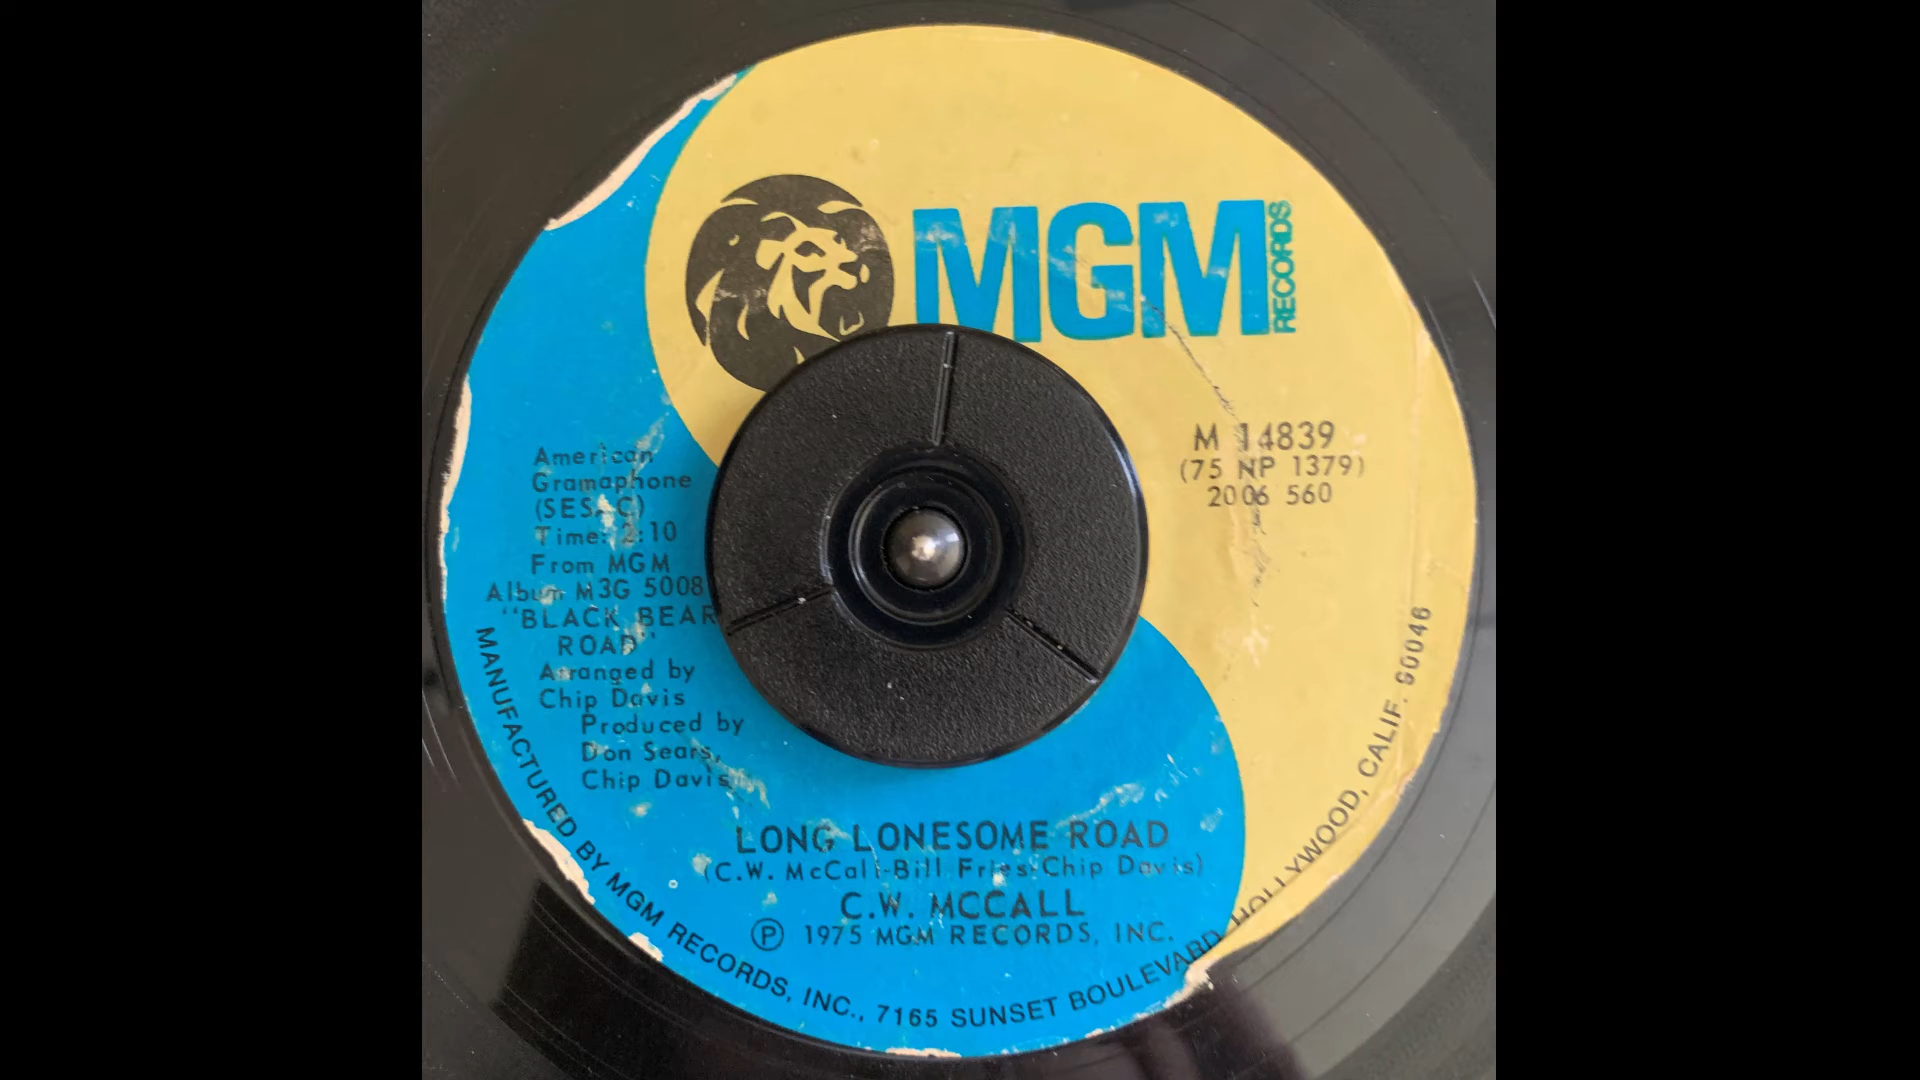 MGM RECORDS
M 14839
(75 NP 1379)
2006 560
American
Gramaphone
(SESAC)
Time: 2:10
From MGM
Album M3G 5008
"BLACK BEAR
ROAD"
Arranged by
Chip Davis
Produced by
Don Sears,
Chip Davis
LONG LONESOME ROAD
(C.W. McCall-Bill Fries-Chip Davis)
C.W. MCCALL
Ⓟ 1975 MGM RECORDS, INC.
MANUFACTURED BY MGM RECORDS, INC., 7165 SUNSET BOULEVARD, HOLLYWOOD, CALIF. 90046